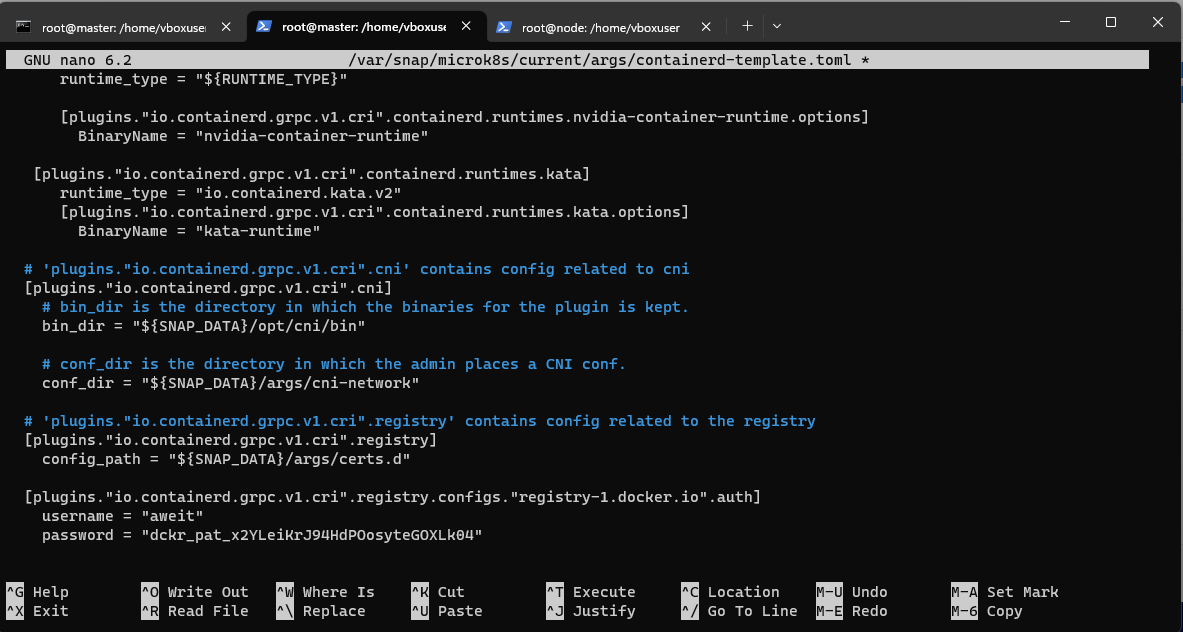 root@master: /home/vboxuser
root@master: /home/vboxuse
root@node: /home/vboxuser
GNU nano 6.2 /var/snap/microk8s/current/args/containerd-template.toml *
runtime_type = "${RUNTIME_TYPE}"
[plugins."io.containerd.grpc.v1.cri".containerd.runtimes.nvidia-container-runtime.options]
BinaryName = "nvidia-container-runtime"
[plugins."io.containerd.grpc.v1.cri".containerd.runtimes.kata]
runtime_type = "io.containerd.kata.v2"
[plugins."io.containerd.grpc.v1.cri".containerd.runtimes.kata.options]
BinaryName = "kata-runtime"
# 'plugins."io.containerd.grpc.v1.cri".cni' contains config related to cni
[plugins."io.containerd.grpc.v1.cri".cni]
# bin_dir is the directory in which the binaries for the plugin is kept.
bin_dir = "${SNAP_DATA}/opt/cni/bin"
# conf_dir is the directory in which the admin places a CNI conf.
conf_dir = "${SNAP_DATA}/args/cni-network"
# 'plugins."io.containerd.grpc.v1.cri".registry' contains config related to the registry
[plugins."io.containerd.grpc.v1.cri".registry]
config_path = "${SNAP_DATA}/args/certs.d"
[plugins."io.containerd.grpc.v1.cri".registry.configs."registry-1.docker.io".auth]
username = "aweit"
password = "dckr_pat_x2YLeiKrJ94HdPOosyteGOXLk04"
^G Help ^O Write Out ^W Where Is ^K Cut ^T Execute ^C Location M-U Undo M-A Set Mark
^X Exit ^R Read File ^\ Replace ^U Paste ^J Justify ^/ Go To Line M-E Redo M-6 Copy